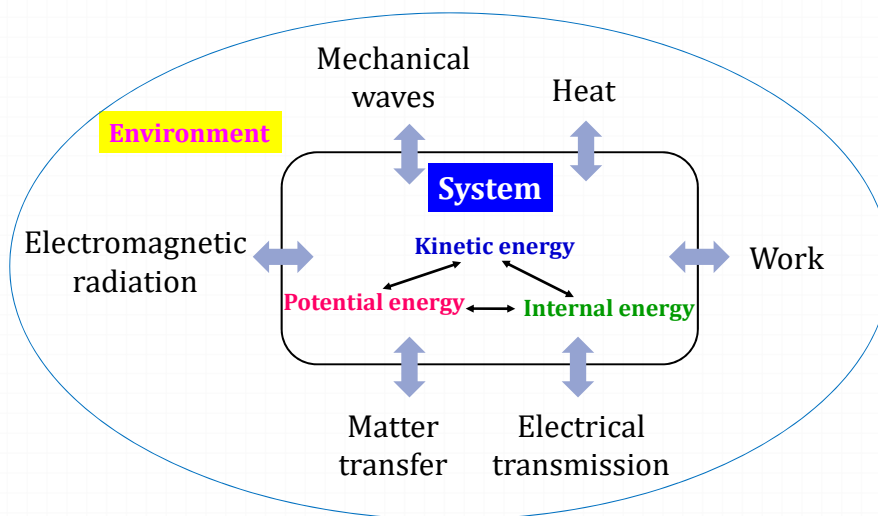 Mechanical
waves
Heat
Environment
System
Electromagnetic
radiation
Kinetic energy
Work
Potential energy
Internal energy
Matter
transfer
Electrical
transmission